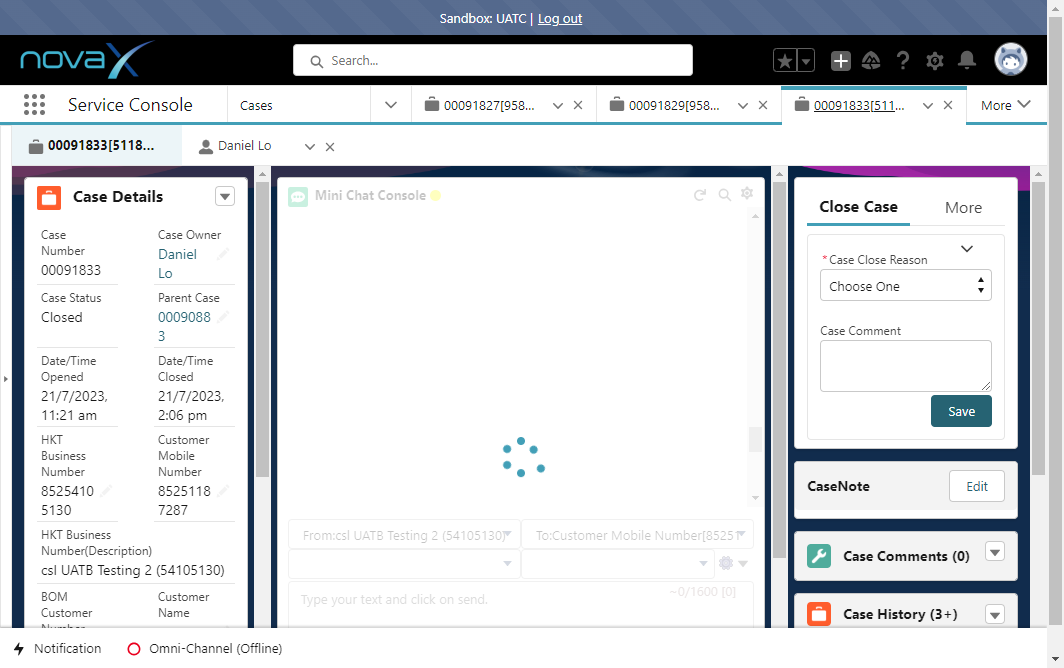 Sandbox: UATC | Log out
novaX
Search...
Service Console
Cases
00091827[958...
00091829[958...
00091833[511...
More
00091833[5118...
Daniel Lo
Case Details
Case
Number
00091833
Case Owner
Daniel
Lo
Case Status
Closed
Parent Case
0009088
3
Date/Time
Opened
21/7/2023,
11:21 am
Date/Time
Closed
21/7/2023,
2:06 pm
HKT
Business
Number
8525410
5130
Customer
Mobile
Number
8525118
7287
HKT Business
Number(Description)
csl UATB Testing 2 (54105130)
BOM
Customer
Number
Customer
Name
Mini Chat Console
From:csl UATB Testing 2 (54105130)
To:Customer Mobile Number[85251
Type your text and click on send.
~0/1600 [0]
Close Case
More
*Case Close Reason
Choose One
Case Comment
Save
CaseNote
Edit
Case Comments (0)
Case History (3+)
Notification
Omni-Channel (Offline)